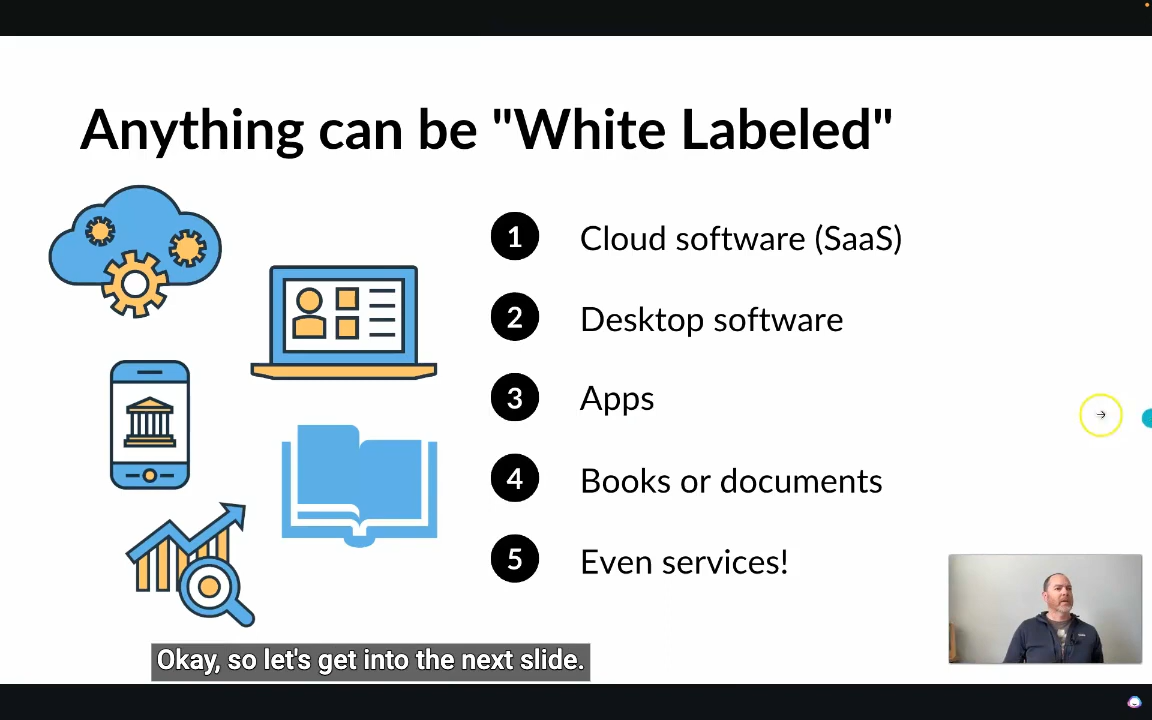 Anything can be "White Labeled"
1 Cloud software (SaaS)
2 Desktop software
3 Apps
4 Books or documents
5 Even services!
Okay, so let's get into the next slide.